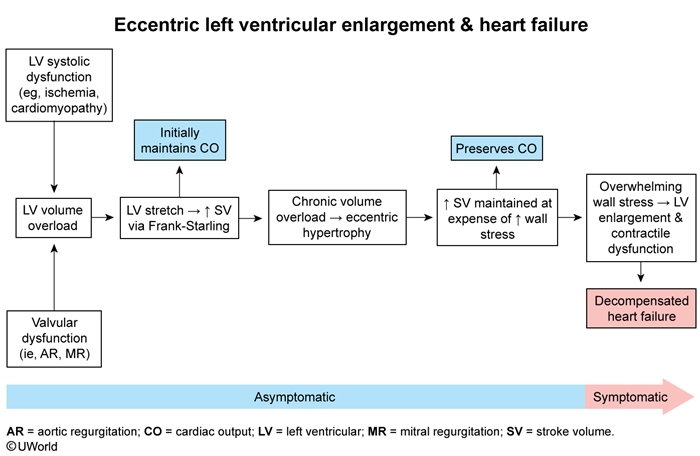 Eccentric left ventricular enlargement & heart failure
LV systolic
dysfunction
(eg, ischemia,
cardiomyopathy)
Initially
maintains CO
Preserves CO
LV volume
overload
LV stretch → ↑ SV
via Frank-Starling
Chronic volume
overload → eccentric
hypertrophy
↑ SV maintained at
expense of ↑ wall
stress
Overwhelming
wall stress → LV
enlargement &
contractile
dysfunction
Valvular
dysfunction
(ie, AR, MR)
Decompensated
heart failure
Asymptomatic
Symptomatic
AR = aortic regurgitation; CO = cardiac output; LV = left ventricular; MR = mitral regurgitation; SV = stroke volume.
©UWorld